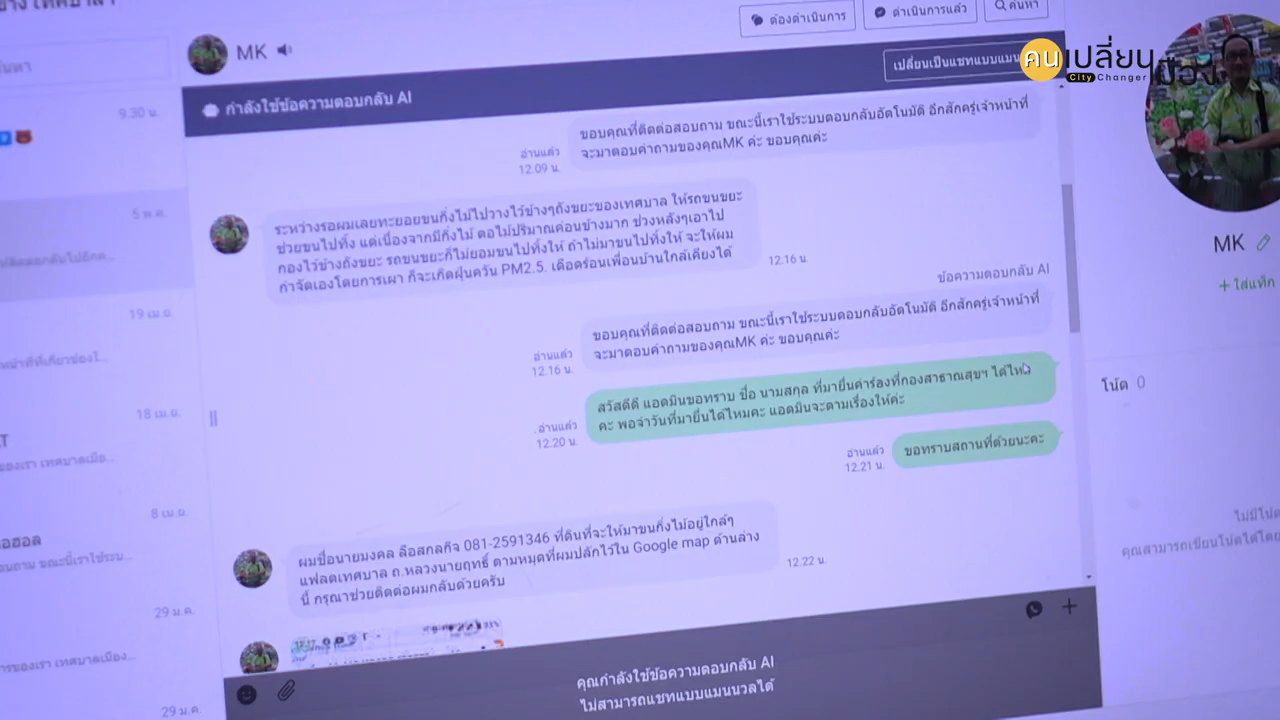 ต้องดำเนินการ
ดำเนินการแล้ว
ค้นหา
MK
เปลี่ยนเป็นแชทแบบแมน
คนเปลี่ยนเมือง
City Changer
กำลังใช้ข้อความตอบกลับ AI
9.30 น.
ขอบคุณที่ติดต่อสอบถาม ขณะนี้เราใช้ระบบตอบกลับอัตโนมัติ อีกสักครู่เจ้าหน้าที่
จะมาตอบคำถามของคุณMK ค่ะ ขอบคุณค่ะ
อ่านแล้ว
12.09 น.
5 พ.ค.
ระหว่างรอผมเลยทะยอยขนกิ่งไม้ไปวางไว้ข้างๆถังขยะของเทศบาล ให้รถขนขยะ
ช่วยขนไปทิ้ง แต่เนื่องจากมีกิ่งไม้ ตอไม้ปริมาณค่อนข้างมาก ช่วงหลังๆเอาไป
กองไว้ข้างถังขยะ รถขนขยะก็ไม่ยอมขนไปทิ้งให้ ถ้าไม่มาขนไปทิ้งให้ จะให้ผม
กำจัดเองโดยการเผา ก็จะเกิดฝุ่นควัน PM2.5. เดือดร้อนเพื่อนบ้านใกล้เคียงได้
12.16 น.
MK
+ ใส่แท็ก
ข้อความตอบกลับ AI
ขอบคุณที่ติดต่อสอบถาม ขณะนี้เราใช้ระบบตอบกลับอัตโนมัติ อีกสักครู่เจ้าหน้าที่
จะมาตอบคำถามของคุณMK ค่ะ ขอบคุณค่ะ
อ่านแล้ว
12.16 น.
19 เม.ย.
สวัสดีดี แอดมินขอทราบ ชื่อ นามสกุล ที่มายื่นคำร้องที่กองสาธาณสุขฯ ได้ไหม
คะ พอจำวันที่มายื่นได้ไหมคะ แอดมินจะตามเรื่องให้ค่ะ
อ่านแล้ว
12.20 น.
โน้ต 0
18 เม.ย.
ขอทราบสถานที่ด้วยนะคะ
อ่านแล้ว
12.21 น.
8 เม.ย.
ผมชื่อนายมงคล ลือสกลกิจ 081-2591346 ที่ดินที่จะให้มาขนกิ่งไม้อยู่ใกล้ๆ
แฟลตเทศบาล ถ.หลวงนายฤทธิ์ ตามหมุดที่ผมปลักไว้ใน Google map ด้านล่าง
นี้ กรุณาช่วยติดต่อผมกลับด้วยครับ
12.22 น.
29 ม.ค.
29 ม.ค.
คุณกำลังใช้ข้อความตอบกลับ AI
ไม่สามารถแชทแบบแมนนวลได้